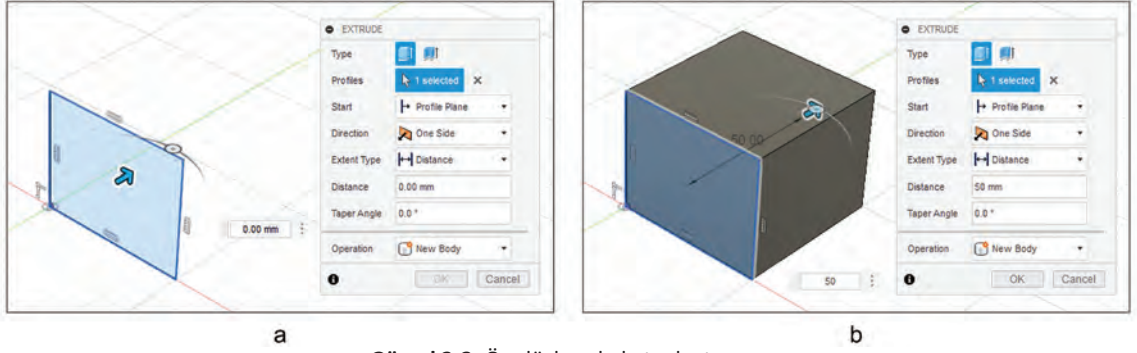 EXTRUDE
Type
Profiles 1 selected
Start Profile Plane
Direction One Side
Extent Type Distance
Distance 0.00 mm
Taper Angle 0.0 °
Operation New Body
OK Cancel
0.00 mm
EXTRUDE
Type
Profiles 1 selected
Start Profile Plane
Direction One Side
Extent Type Distance
Distance 50 mm
Taper Angle 0.0 °
Operation New Body
OK Cancel
50.00
50
a
b